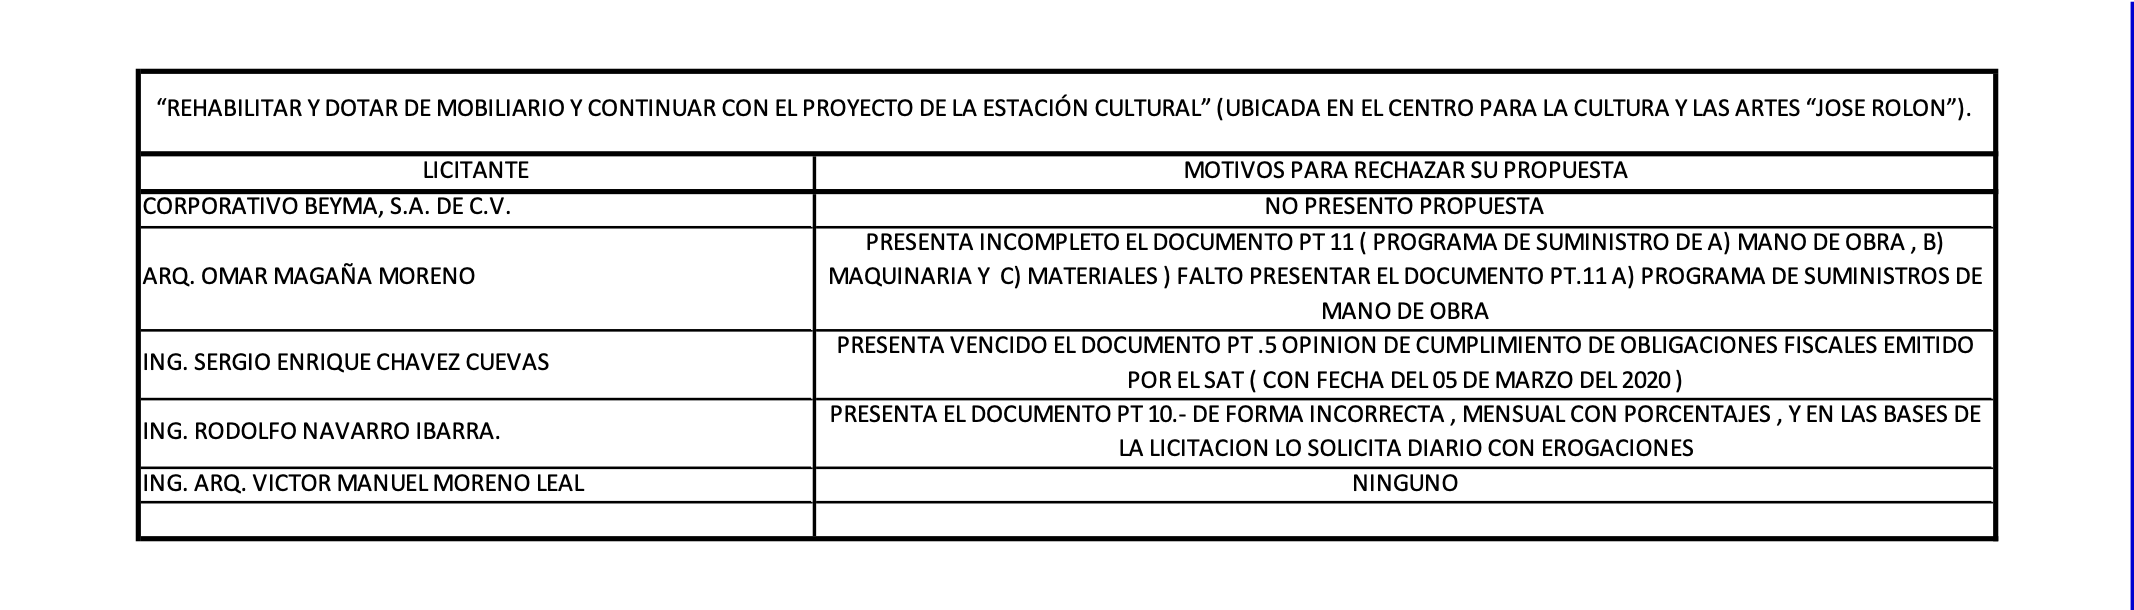 “REHABILITAR Y DOTAR DE MOBILIARIO Y CONTINUAR CON EL PROYECTO DE LA ESTACIÓN CULTURAL” (UBICADA EN EL CENTRO PARA LA CULTURA Y LAS ARTES “JOSE ROLON”).
LICITANTE
MOTIVOS PARA RECHAZAR SU PROPUESTA
CORPORATIVO BEYMA, S.A. DE C.V.
NO PRESENTO PROPUESTA
ARQ. OMAR MAGAÑA MORENO
PRESENTA INCOMPLETO EL DOCUMENTO PT 11 ( PROGRAMA DE SUMINISTRO DE A) MANO DE OBRA , B)
MAQUINARIA Y C) MATERIALES ) FALTO PRESENTAR EL DOCUMENTO PT.11 A) PROGRAMA DE SUMINISTROS DE
MANO DE OBRA
ING. SERGIO ENRIQUE CHAVEZ CUEVAS
PRESENTA VENCIDO EL DOCUMENTO PT .5 OPINION DE CUMPLIMIENTO DE OBLIGACIONES FISCALES EMITIDO
POR EL SAT ( CON FECHA DEL 05 DE MARZO DEL 2020 )
ING. RODOLFO NAVARRO IBARRA.
PRESENTA EL DOCUMENTO PT 10.- DE FORMA INCORRECTA , MENSUAL CON PORCENTAJES , Y EN LAS BASES DE
LA LICITACION LO SOLICITA DIARIO CON EROGACIONES
ING. ARQ. VICTOR MANUEL MORENO LEAL
NINGUNO